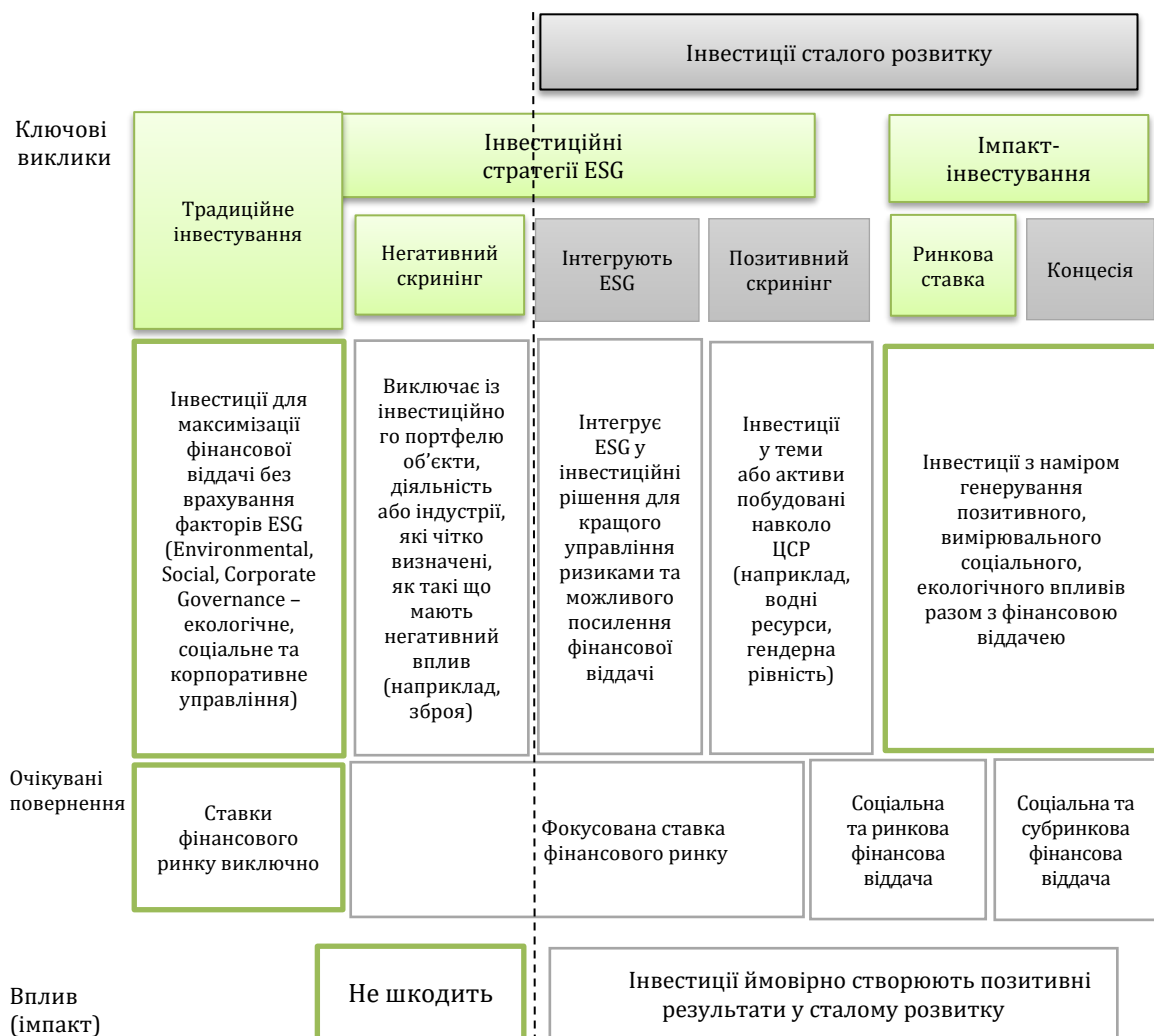 Інвестиції сталого розвитку
Ключові
виклики
Традиційне
інвестування
Інвестиційні
стратегії ESG
Імпакт-
інвестування
Негативний
скринінг
Інтегрують
ESG
Позитивний
скринінг
Ринкова
ставка
Концесія
Інвестиції для
максимізації
фінансової
віддачі без
врахування
факторів ESG
(Environmental,
Social, Corporate
Governance –
екологічне,
соціальне та
корпоративне
управління)
Виключає із
інвестиційно
го портфелю
об’єкти,
діяльність
або індустрії,
які чітко
визначені,
як такі що
мають
негативний
вплив
(наприклад,
зброя)
Інтегрує
ESG у
інвестиційні
рішення для
кращого
управління
ризиками та
можливого
посилення
фінансової
віддачі
Інвестиції
у теми
або активи
побудовані
навколо
ЦСР
(наприклад,
водні
ресурси,
гендерна
рівність)
Інвестиції з наміром
генерування
позитивного,
вимірювального
соціального,
екологічного впливів
разом з фінансовою
віддачею
Очікувані
повернення
Ставки
фінансового
ринку виключно
Фокусована ставка
фінансового ринку
Соціальна
та ринкова
фінансова
віддача
Соціальна та
субринкова
фінансова
віддача
Вплив
(імпакт)
Не шкодить
Інвестиції ймовірно створюють позитивні
результати у сталому розвитку